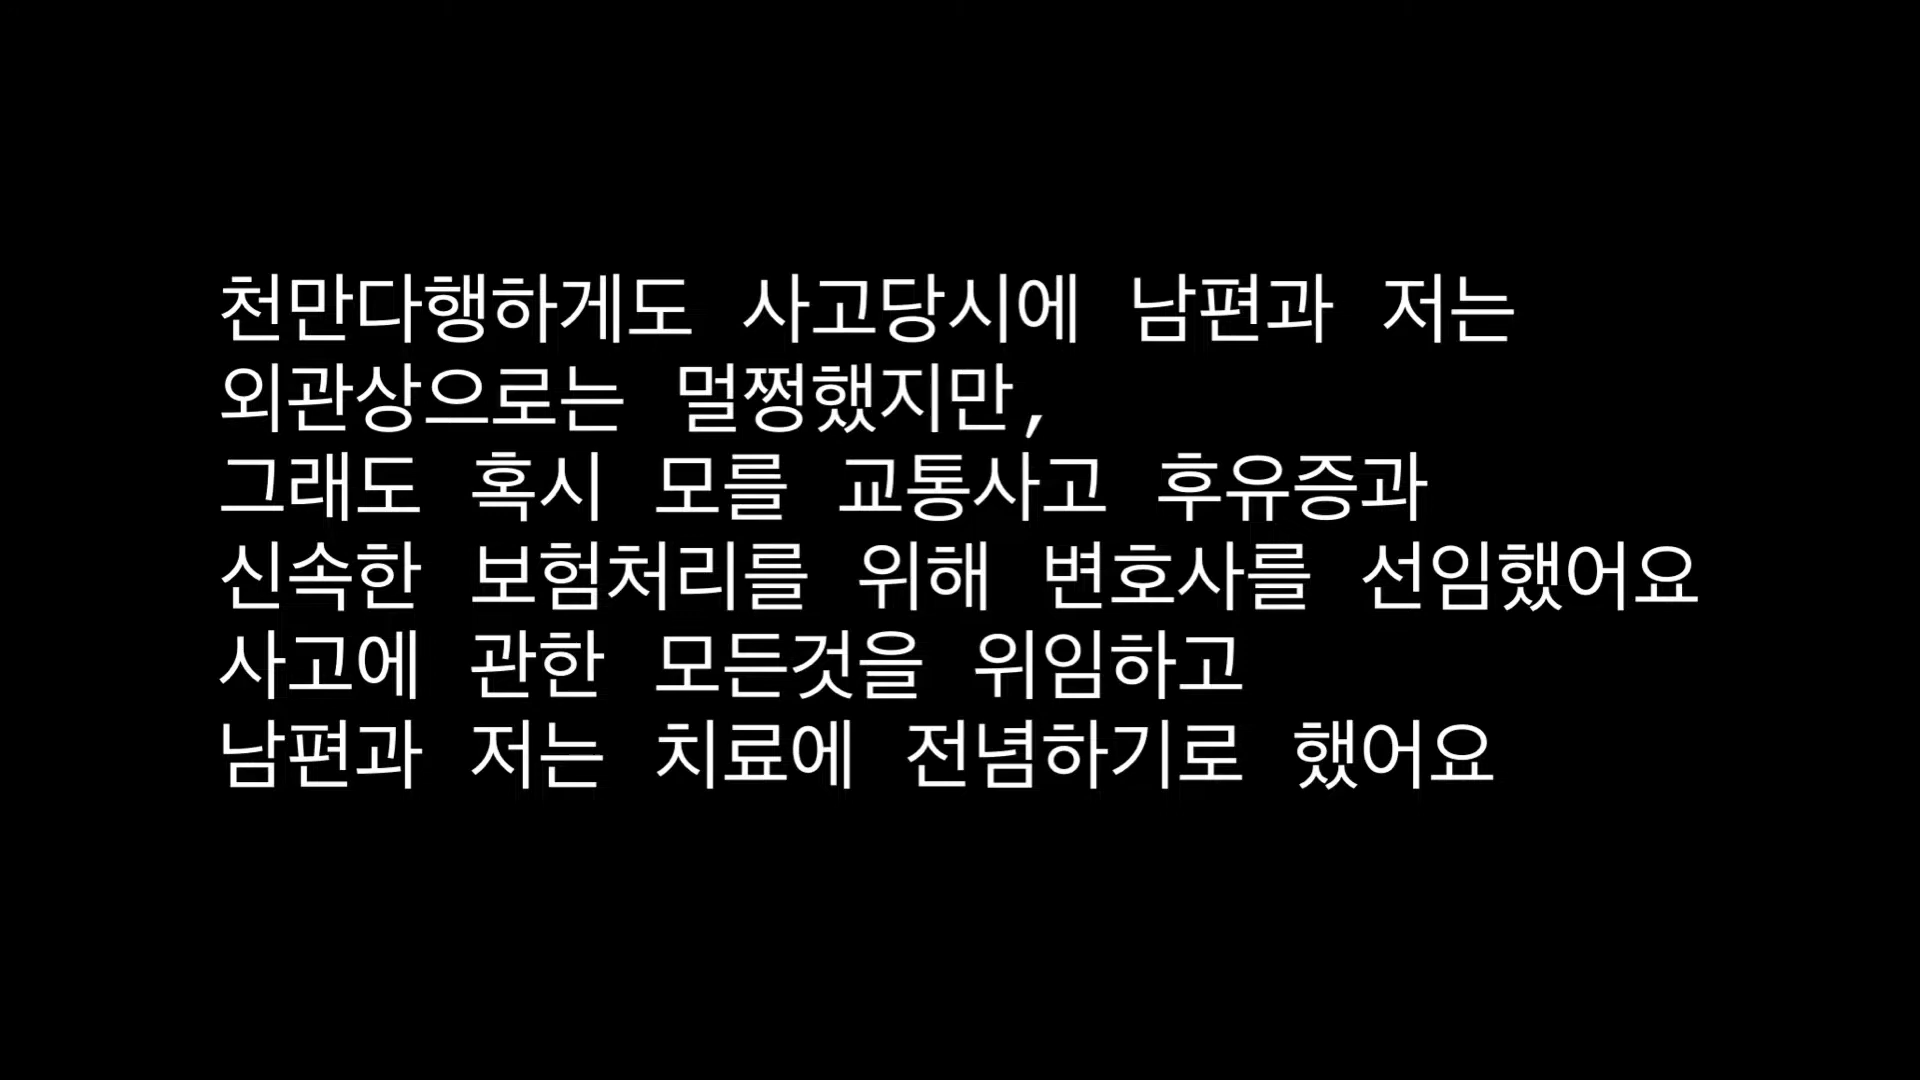 천만다행하게도 사고당시에 남편과 저는
외관상으로는 멀쩡했지만,
그래도 혹시 모를 교통사고 후유증과
신속한 보험처리를 위해 변호사를 선임했어요
사고에 관한 모든것을 위임하고
남편과 저는 치료에 전념하기로 했어요